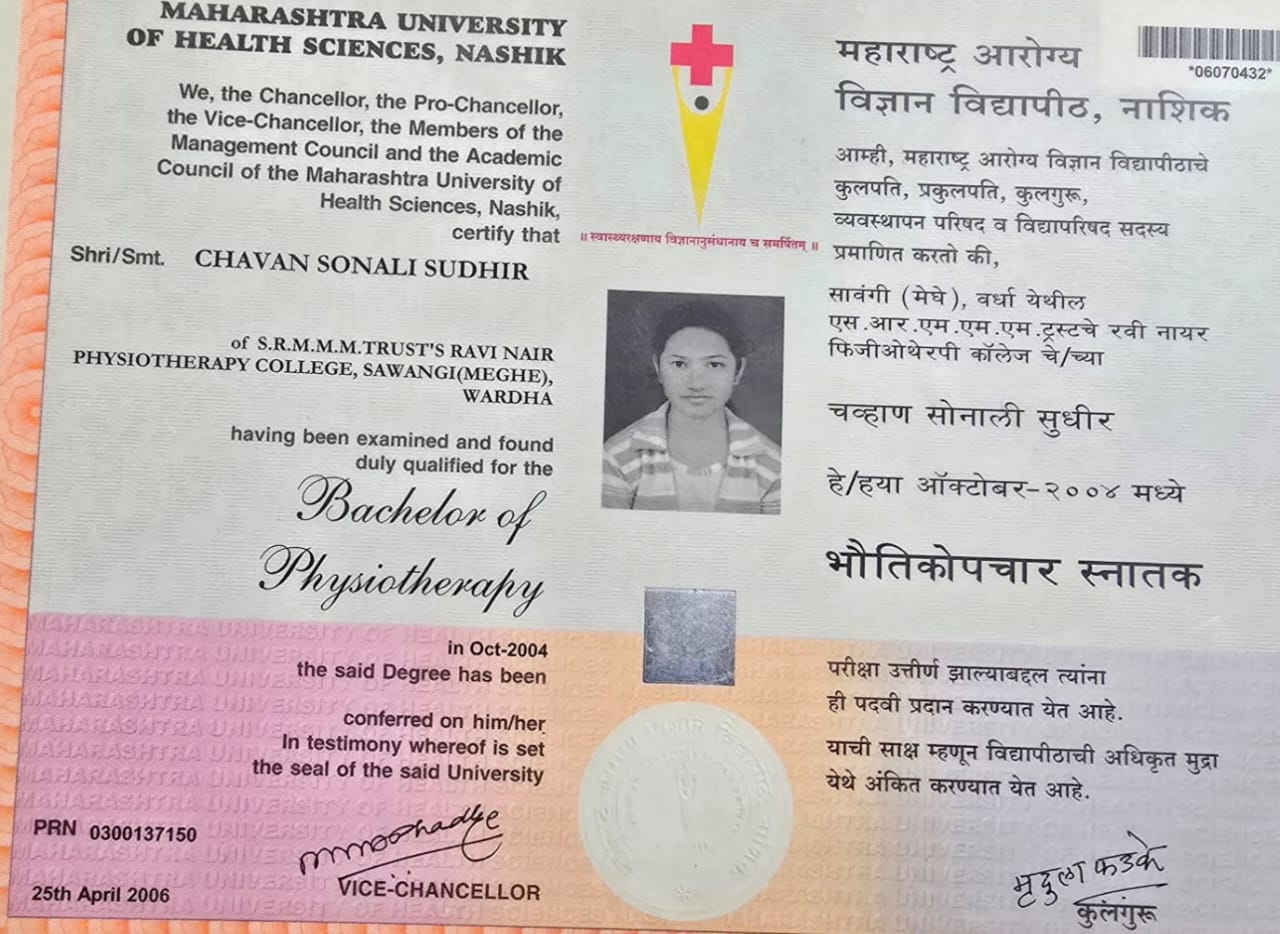 MAHARASHTRA UNIVERSITY
OF HEALTH SCIENCES, NASHIK
We, the Chancellor, the Pro-Chancellor,
the Vice-Chancellor, the Members of the
Management Council and the Academic
Council of the Maharashtra University of
Health Sciences, Nashik,
certify that
Shri/Smt. CHAVAN SONALI SUDHIR
of S.R.M.M.M.TRUST'S RAVI NAIR
PHYSIOTHERAPY COLLEGE, SAWANGI(MEGHE),
WARDHA
having been examined and found
duly qualified for the
Bachelor of
Physiotherapy
in Oct-2004
the said Degree has been
conferred on him/her
In testimony whereof is set
the seal of the said University
PRN 0300137150
25th April 2006
VICE-CHANCELLOR
॥ स्वास्थ्यरक्षणाय विज्ञानानुसंधानाय च समर्पितम् ॥
*06070432*
महाराष्ट्र आरोग्य
विज्ञान विद्यापीठ, नाशिक
आम्ही, महाराष्ट्र आरोग्य विज्ञान विद्यापीठाचे
कुलपति, प्रकुलपति, कुलगुरू,
व्यवस्थापन परिषद व विद्यापरिषद सदस्य
प्रमाणित करतो की,
सावंगी (मेघे), वर्धा येथील
एस.आर.एम.एम.एम.ट्रस्टचे रवी नायर
फिजीओथेरपी कॉलेज चे/च्या
चव्हाण सोनाली सुधीर
हे/हया ऑक्टोबर-२००४ मध्ये
भौतिकोपचार स्नातक
परीक्षा उत्तीर्ण झाल्याबद्दल त्यांना
ही पदवी प्रदान करण्यात येत आहे.
याची साक्ष म्हणून विद्यापीठाची अधिकृत मुद्रा
येथे अंकित करण्यात येत आहे.
मृदुला फडके
कुलगुरू